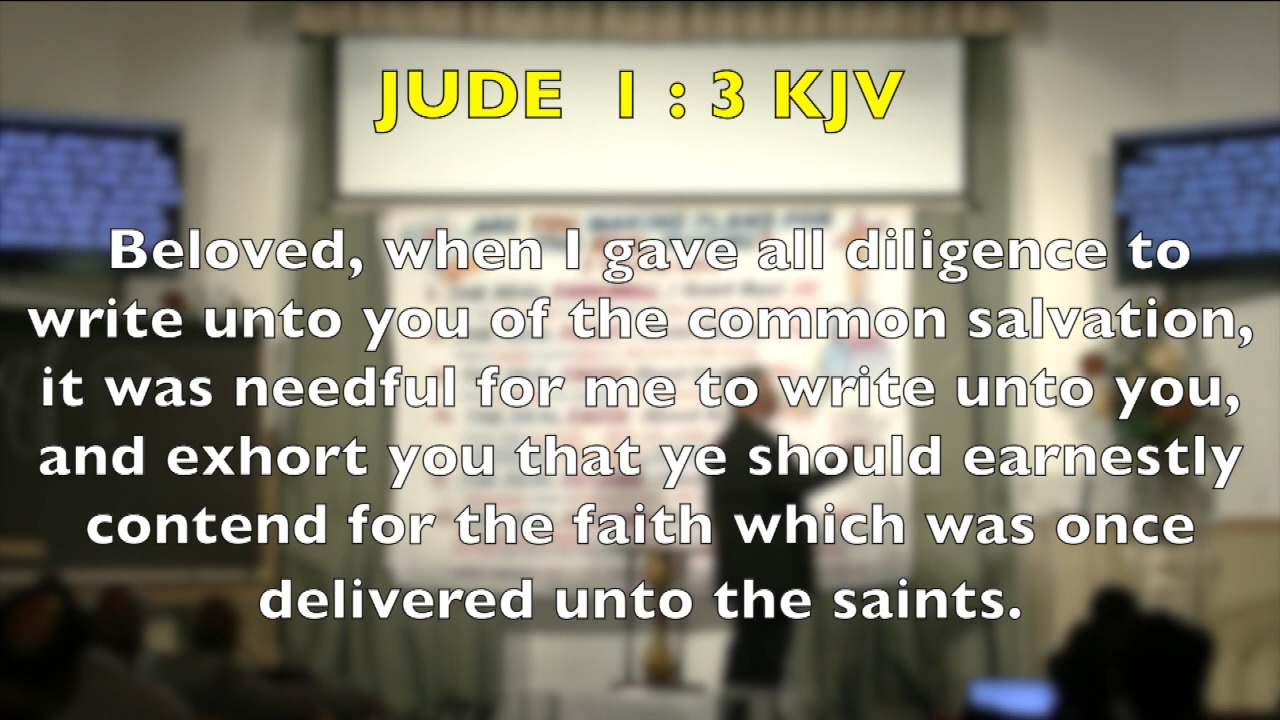 JUDE 1 : 3 KJV
Beloved, when I gave all diligence to
write unto you of the common salvation,
it was needful for me to write unto you,
and exhort you that ye should earnestly
contend for the faith which was once
delivered unto the saints.